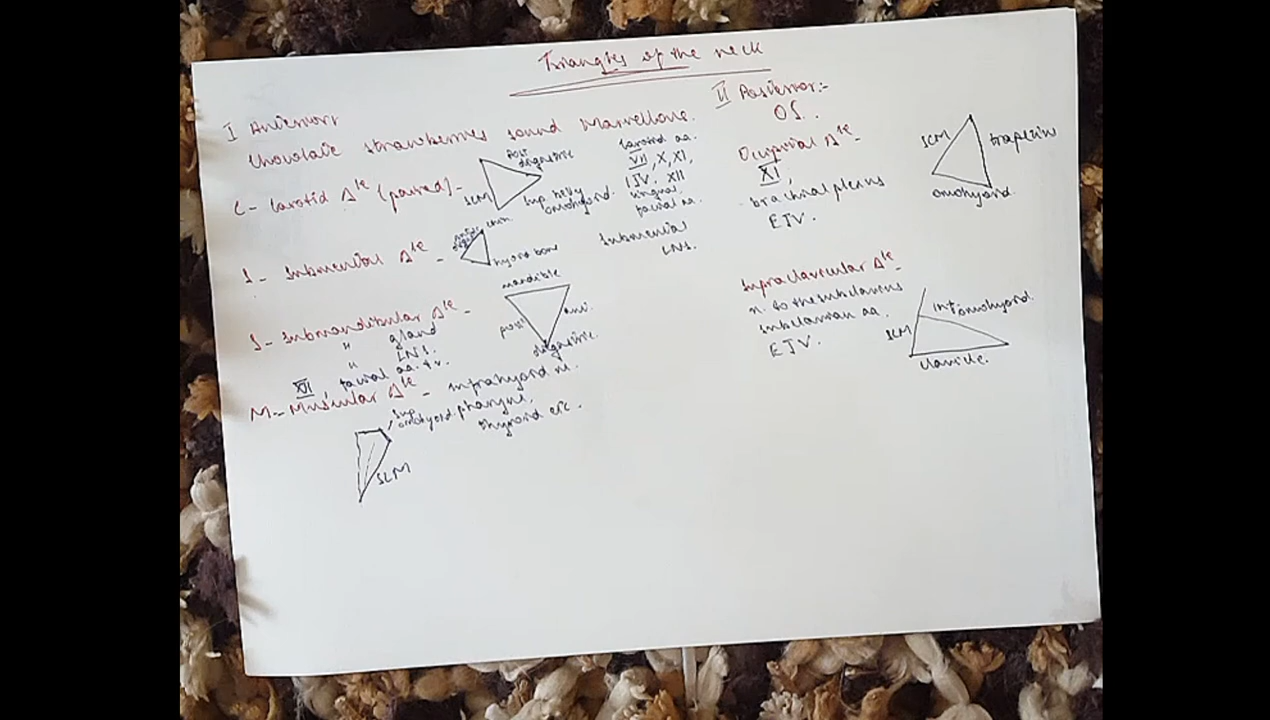 Triangles of the neck
I Anterior
Chocolate strawberries sound marvellous.
C - Carotid Δle (paired) -
post digastric
SCM
sup belly omohyoid.
carotid aa.
VII, X, XI,
IJV, XII
lingual
facial aa.
S - Submental Δle -
chin
hyoid bone
Submental
LNs.
S - Submandibular Δle -
" gland
" LNs.
XII, facial aa. & v.
mandible
post
ant.
digastric.
M - Muscular Δle - infrahyoid m.
pharynx,
thyroid etc.
sup
omohyoid.
SCM
II Posterior:-
OS.
Occipital Δle -
XI,
brachial plexus
EJV.
SCM
trapezius
omohyoid.
Supraclavicular Δle -
n. to the subclavius
subclavian aa.
EJV.
SCM
inf omohyoid.
clavicle.